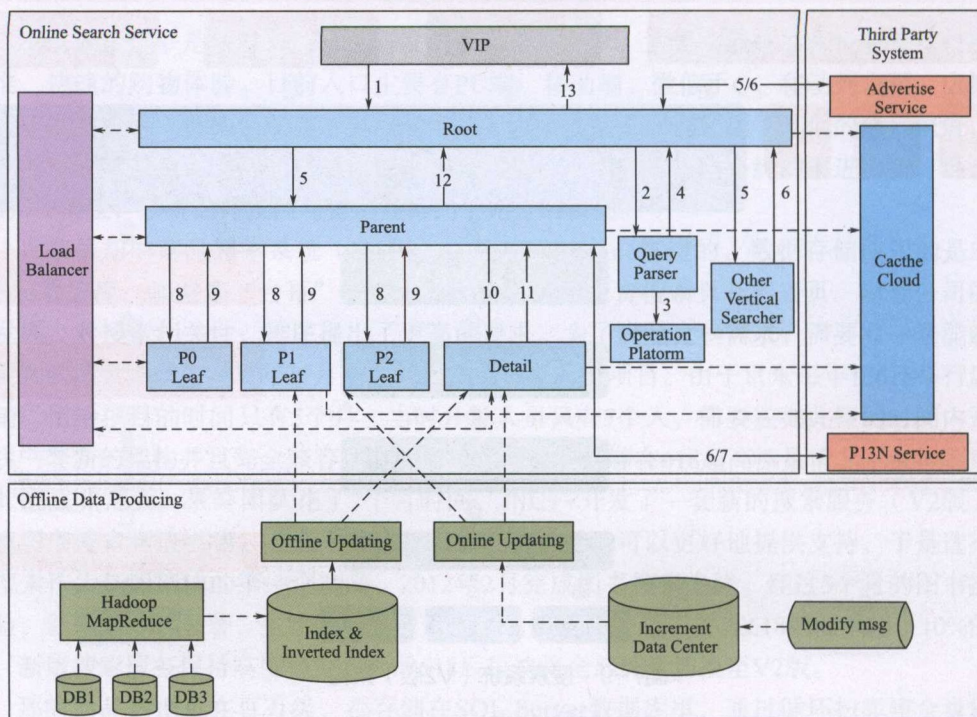 Online Search Service
Third Party
System
VIP
13
5/6
Advertise
Service
Root
5
12
2
4
5
6
Parent
Load
Balancer
Query
Parser
Other
Vertical
Searcher
Cacthe
Cloud
8
8
9
9
10
11
3
Operation
Platorm
P0
Leaf
P1
Leaf
P2
Leaf
Detail
6/7
P13N Service
Offline Data Producing
Offline Updating
Online Updating
Hadoop
MapReduce
Index &
Inverted Index
Increment
Data Center
Modify msg
DB1
DB2
DB3